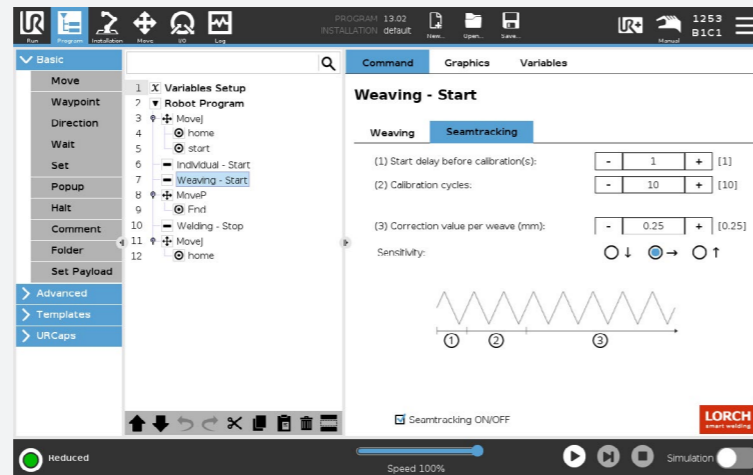 PROGRAM 13.02
INSTALLATION default
Run
Program
Installation
Move
I/O
Log
New...
Open...
Save...
UR+
Manual
1253
B1C1
Basic
Move
Waypoint
Direction
Wait
Set
Popup
Halt
Comment
Folder
Set Payload
Advanced
Templates
URCaps
1 X Variables Setup
2 Robot Program
3 MoveJ
4 home
5 start
6 Individual - Start
7 Weaving - Start
8 MoveP
9 End
10 Welding - Stop
11 MoveJ
12 home
Command Graphics Variables
Weaving - Start
Weaving Seamtracking
(1) Start delay before calibration(s): - 1 + [1]
(2) Calibration cycles: - 10 + [10]
(3) Correction value per weave (mm): - 0.25 + [0.25]
Sensitivity: ↓ → ↑
1 2 3
Seamtracking ON/OFF
LORCH
smart welding
Reduced
Speed 100%
Simulation